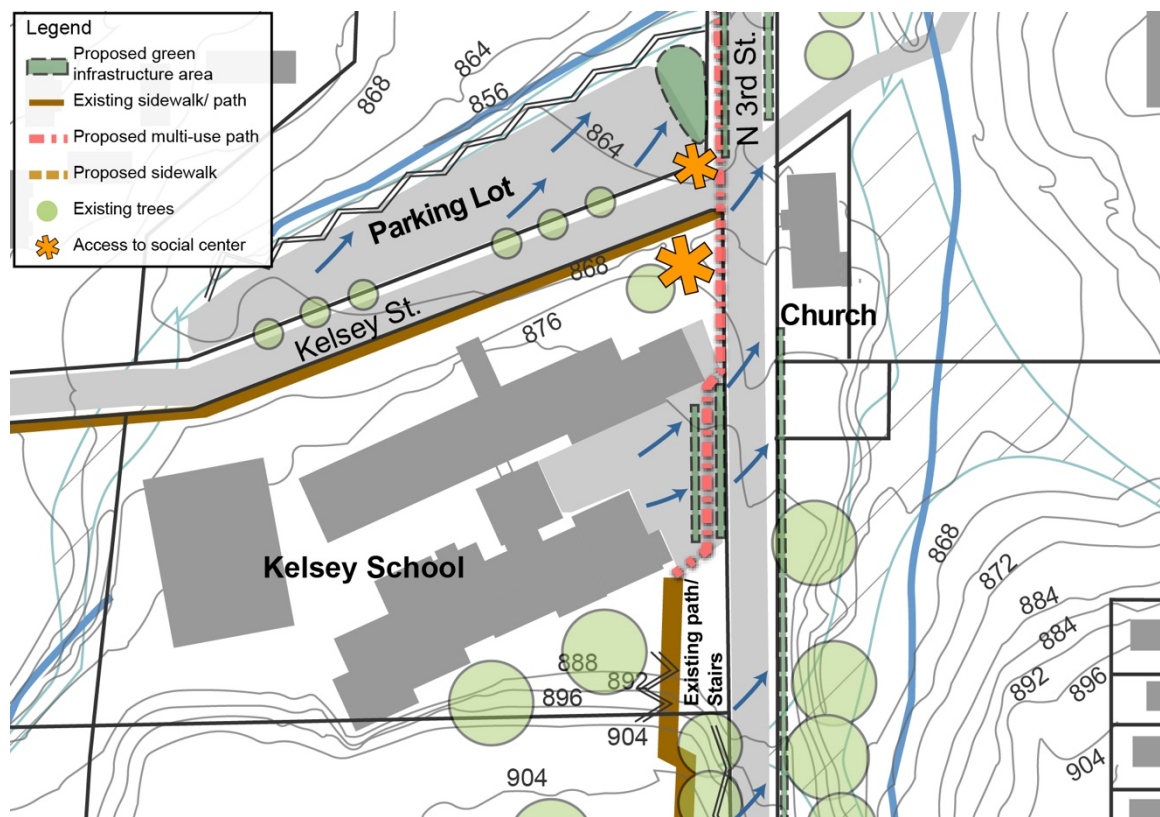 Legend
Proposed green
infrastructure area
Existing sidewalk/ path
Proposed multi-use path
Proposed sidewalk
Existing trees
Access to social center
864
868
856
864
N 3rd St.
Parking Lot
Kelsey St.
868
876
Church
Kelsey School
Existing path/
Stairs
888
892
896
904
904
868
872
884
884
892
896
904